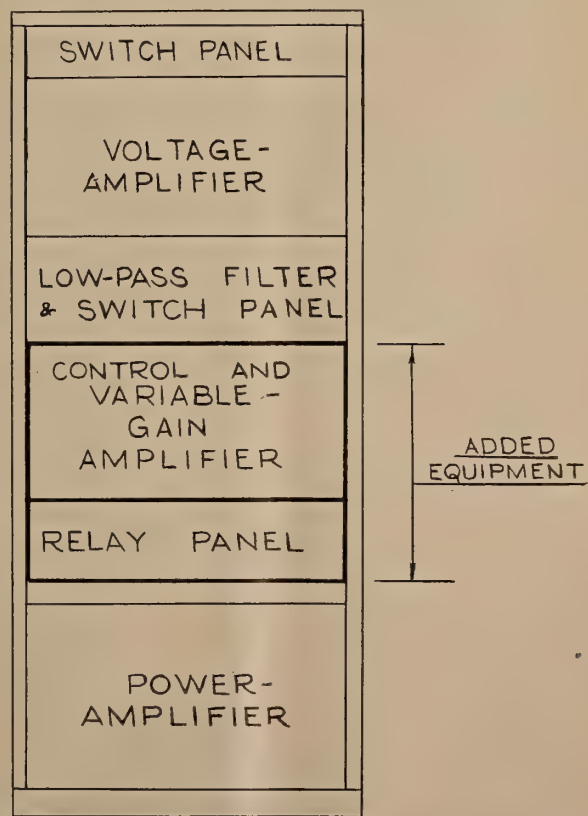 SWITCH PANEL
VOLTAGE-
AMPLIFIER
LOW-PASS FILTER
& SWITCH PANEL
CONTROL AND
VARIABLE-
GAIN
AMPLIFIER
RELAY PANEL
POWER-
AMPLIFIER
ADDED
EQUIPMENT